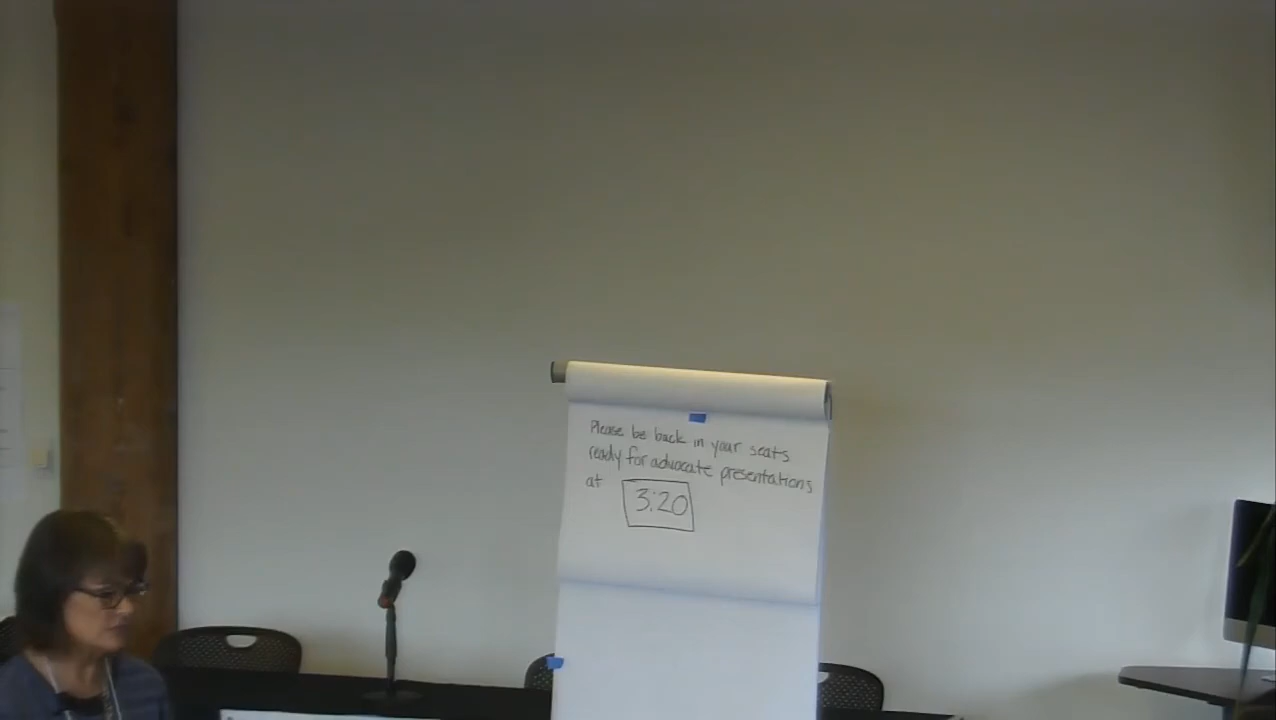 Please be back in your seats
ready for advocate presentations
at 3:20